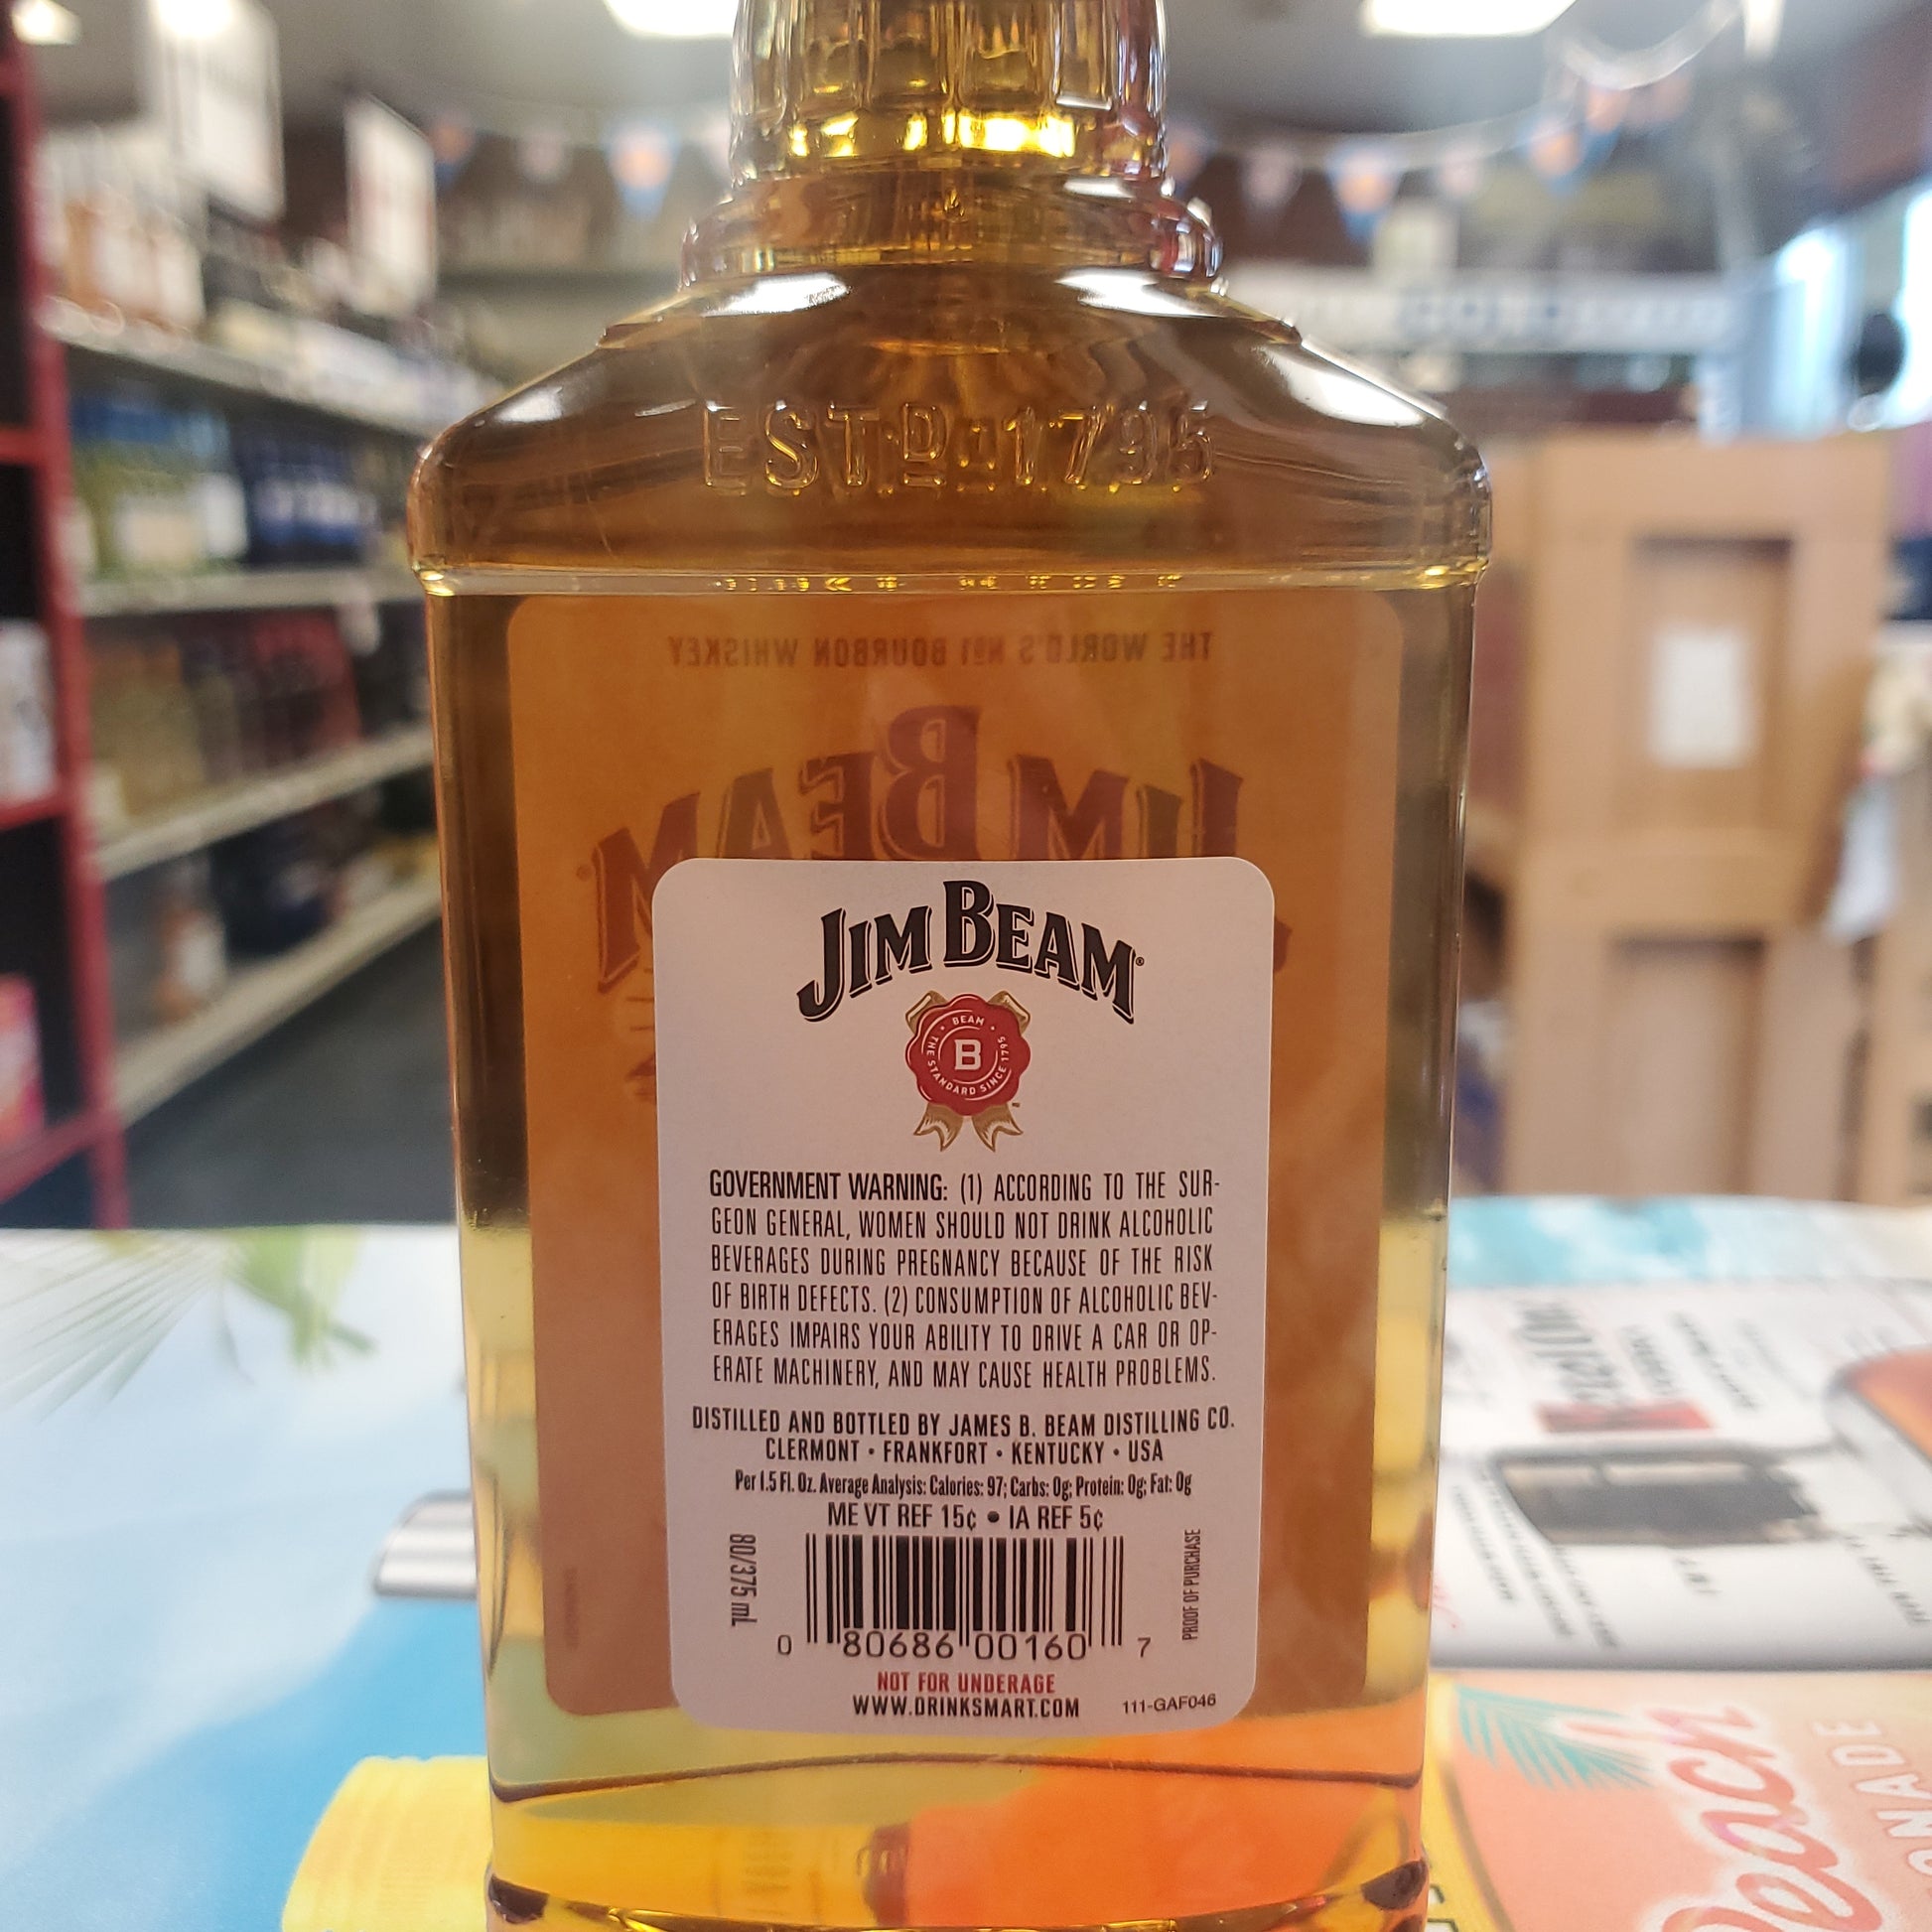 ESTD 1795
THE WORLD'S No1 BOURBON WHISKEY
JIM BEAM
JIM BEAM®
BEAM
B
THE STANDARD SINCE 1795
GOVERNMENT WARNING: (1) ACCORDING TO THE SUR-
GEON GENERAL, WOMEN SHOULD NOT DRINK ALCOHOLIC
BEVERAGES DURING PREGNANCY BECAUSE OF THE RISK
OF BIRTH DEFECTS. (2) CONSUMPTION OF ALCOHOLIC BEV-
ERAGES IMPAIRS YOUR ABILITY TO DRIVE A CAR OR OP-
ERATE MACHINERY, AND MAY CAUSE HEALTH PROBLEMS.
DISTILLED AND BOTTLED BY JAMES B. BEAM DISTILLING CO.
CLERMONT • FRANKFORT • KENTUCKY • USA
Per 1.5 Fl. Oz. Average Analysis: Calories: 97; Carbs: 0g; Protein: 0g; Fat: 0g
ME VT REF 15¢ • IA REF 5¢
80/375 mL
PROOF OF PURCHASE
0 80686 00160 7
NOT FOR UNDERAGE
WWW.DRINKSMART.COM
111-GAF046
Peach